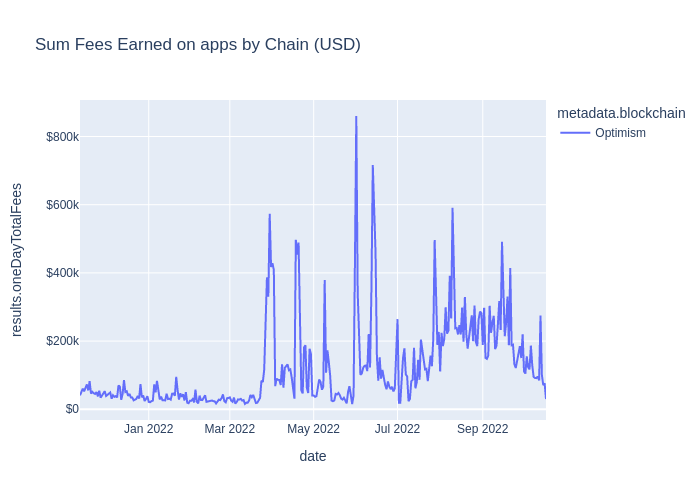 Sum Fees Earned on apps by Chain (USD)
metadata.blockchain
Optimism
$800k
$600k
$400k
$200k
$0
results.oneDayTotalFees
Jan 2022
Mar 2022
May 2022
Jul 2022
Sep 2022
date